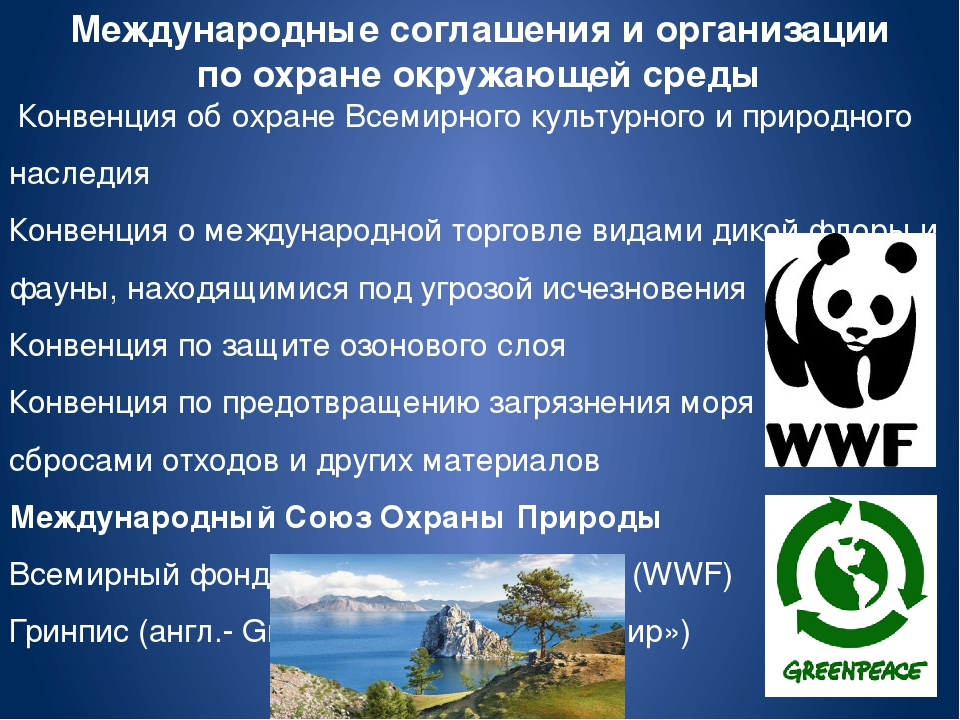 Международные соглашения и организации
по охране окружающей среды
Конвенция об охране Всемирного культурного и природного
наследия
Конвенция о международной торговле видами дикой флоры и
фауны, находящимися под угрозой исчезновения
Конвенция по защите озонового слоя
Конвенция по предотвращению загрязнения моря
сбросами отходов и других материалов
Международный Союз Охраны Природы
Всемирный фонд (WWF)
Гринпис (англ.- ир»)
WWF
GREENPEACE